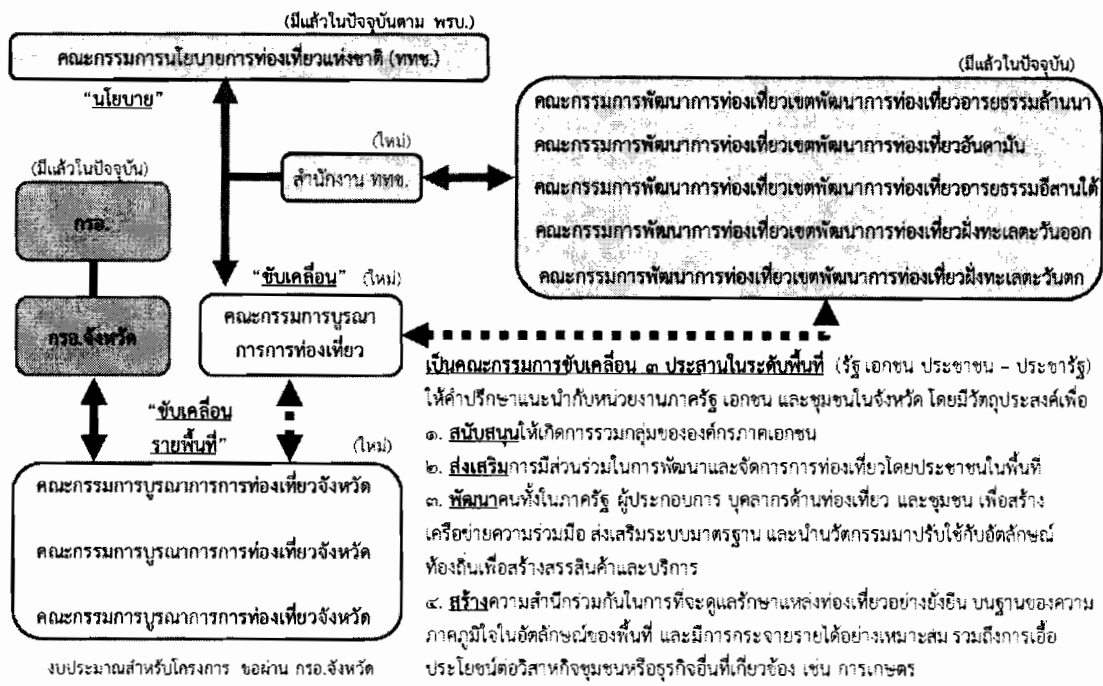 (มีแล้วในปัจจุบันตาม พรบ.)
คณะกรรมการนโยบายการท่องเที่ยวแห่งชาติ (ททช.)
“นโยบาย”
(มีแล้วในปัจจุบัน)
คณะกรรมการพัฒนาการท่องเที่ยวเขตพัฒนาการท่องเที่ยวอารยธรรมล้านนา
คณะกรรมการพัฒนาการท่องเที่ยวเขตพัฒนาการท่องเที่ยวอันดามัน
คณะกรรมการพัฒนาการท่องเที่ยวเขตพัฒนาการท่องเที่ยวอารยธรรมอีสานใต้
คณะกรรมการพัฒนาการท่องเที่ยวเขตพัฒนาการท่องเที่ยวฝั่งทะเลตะวันออก
คณะกรรมการพัฒนาการท่องเที่ยวเขตพัฒนาการท่องเที่ยวฝั่งทะเลตะวันตก
(ใหม่)
สำนักงาน ททช.
(มีแล้วในปัจจุบัน)
กรอ.
กรอ.จังหวัด
“ขับเคลื่อน” (ใหม่)
คณะกรรมการบูรณา
การการท่องเที่ยว
“ขับเคลื่อน
รายพื้นที่”
(ใหม่)
คณะกรรมการบูรณาการการท่องเที่ยวจังหวัด
คณะกรรมการบูรณาการการท่องเที่ยวจังหวัด
คณะกรรมการบูรณาการการท่องเที่ยวจังหวัด
งบประมาณสำหรับโครงการ ขอผ่าน กรอ.จังหวัด
เป็นคณะกรรมการขับเคลื่อน ๓ ประสานในระดับพื้นที่ (รัฐ เอกชน ประชาชน – ประชารัฐ)
ให้คำปรึกษาแนะนำกับหน่วยงานภาครัฐ เอกชน และชุมชนในจังหวัด โดยมีวัตถุประสงค์เพื่อ
๑. สนับสนุนให้เกิดการรวมกลุ่มขององค์กรภาคเอกชน
๒. ส่งเสริมการมีส่วนร่วมในการพัฒนาและจัดการการท่องเที่ยวโดยประชาชนในพื้นที่
๓. พัฒนาคนทั้งในภาครัฐ ผู้ประกอบการ บุคลากรด้านท่องเที่ยว และชุมชน เพื่อสร้าง
เครือข่ายความร่วมมือ ส่งเสริมระบบมาตรฐาน และนำนวัตกรรมมาปรับใช้กับอัตลักษณ์
ท้องถิ่นเพื่อสร้างสรรสินค้าและบริการ
๔. สร้างความสำนึกร่วมกันในการที่จะดูแลรักษาแหล่งท่องเที่ยวอย่างยั่งยืน บนฐานของความ
ภาคภูมิใจในอัตลักษณ์ของพื้นที่ และมีการกระจายรายได้อย่างเหมาะสม รวมถึงการเอื้อ
ประโยชน์ต่อวิสาหกิจชุมชนหรือธุรกิจอื่นที่เกี่ยวข้อง เช่น การเกษตร